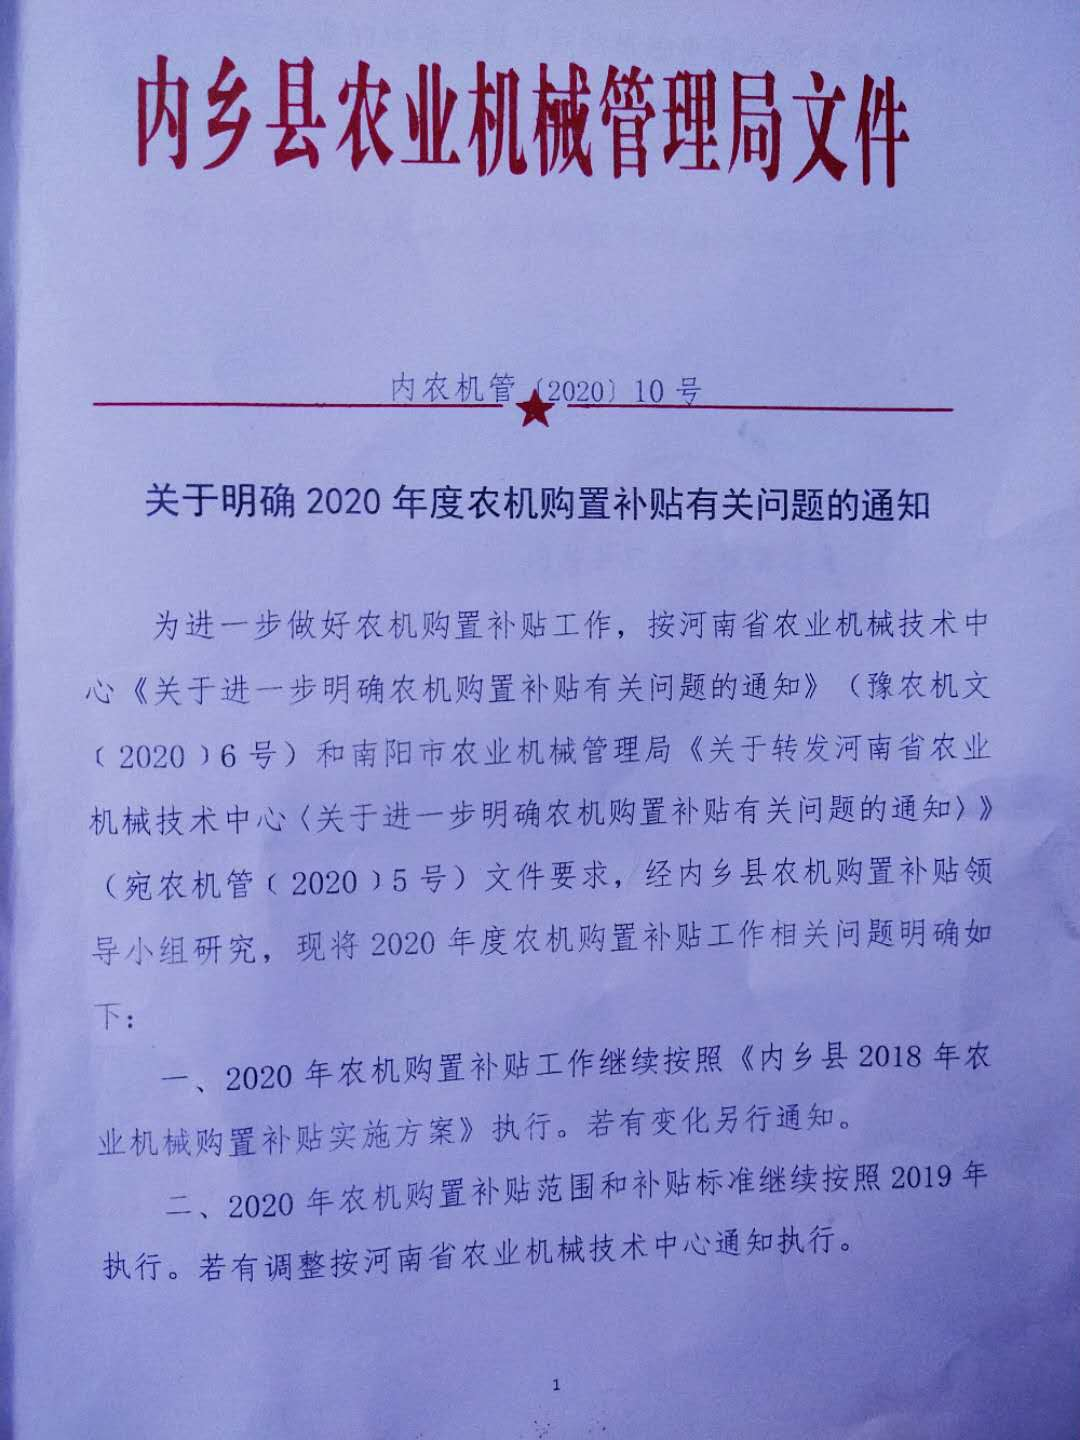 内乡县农业机械管理局文件
内农机管〔2020〕10号
关于明确2020年度农机购置补贴有关问题的通知
为进一步做好农机购置补贴工作，按河南省农业机械技术中
心《关于进一步明确农机购置补贴有关问题的通知》（豫农机文
〔2020〕6号）和南阳市农业机械管理局《关于转发河南省农业
机械技术中心〈关于进一步明确农机购置补贴有关问题的通知〉》
（宛农机管〔2020〕5号）文件要求，经内乡县农机购置补贴领
导小组研究，现将2020年度农机购置补贴工作相关问题明确如
下：
一、2020年农机购置补贴工作继续按照《内乡县2018年农
业机械购置补贴实施方案》执行。若有变化另行通知。
二、2020年农机购置补贴范围和补贴标准继续按照2019年
执行。若有调整按河南省农业机械技术中心通知执行。
1